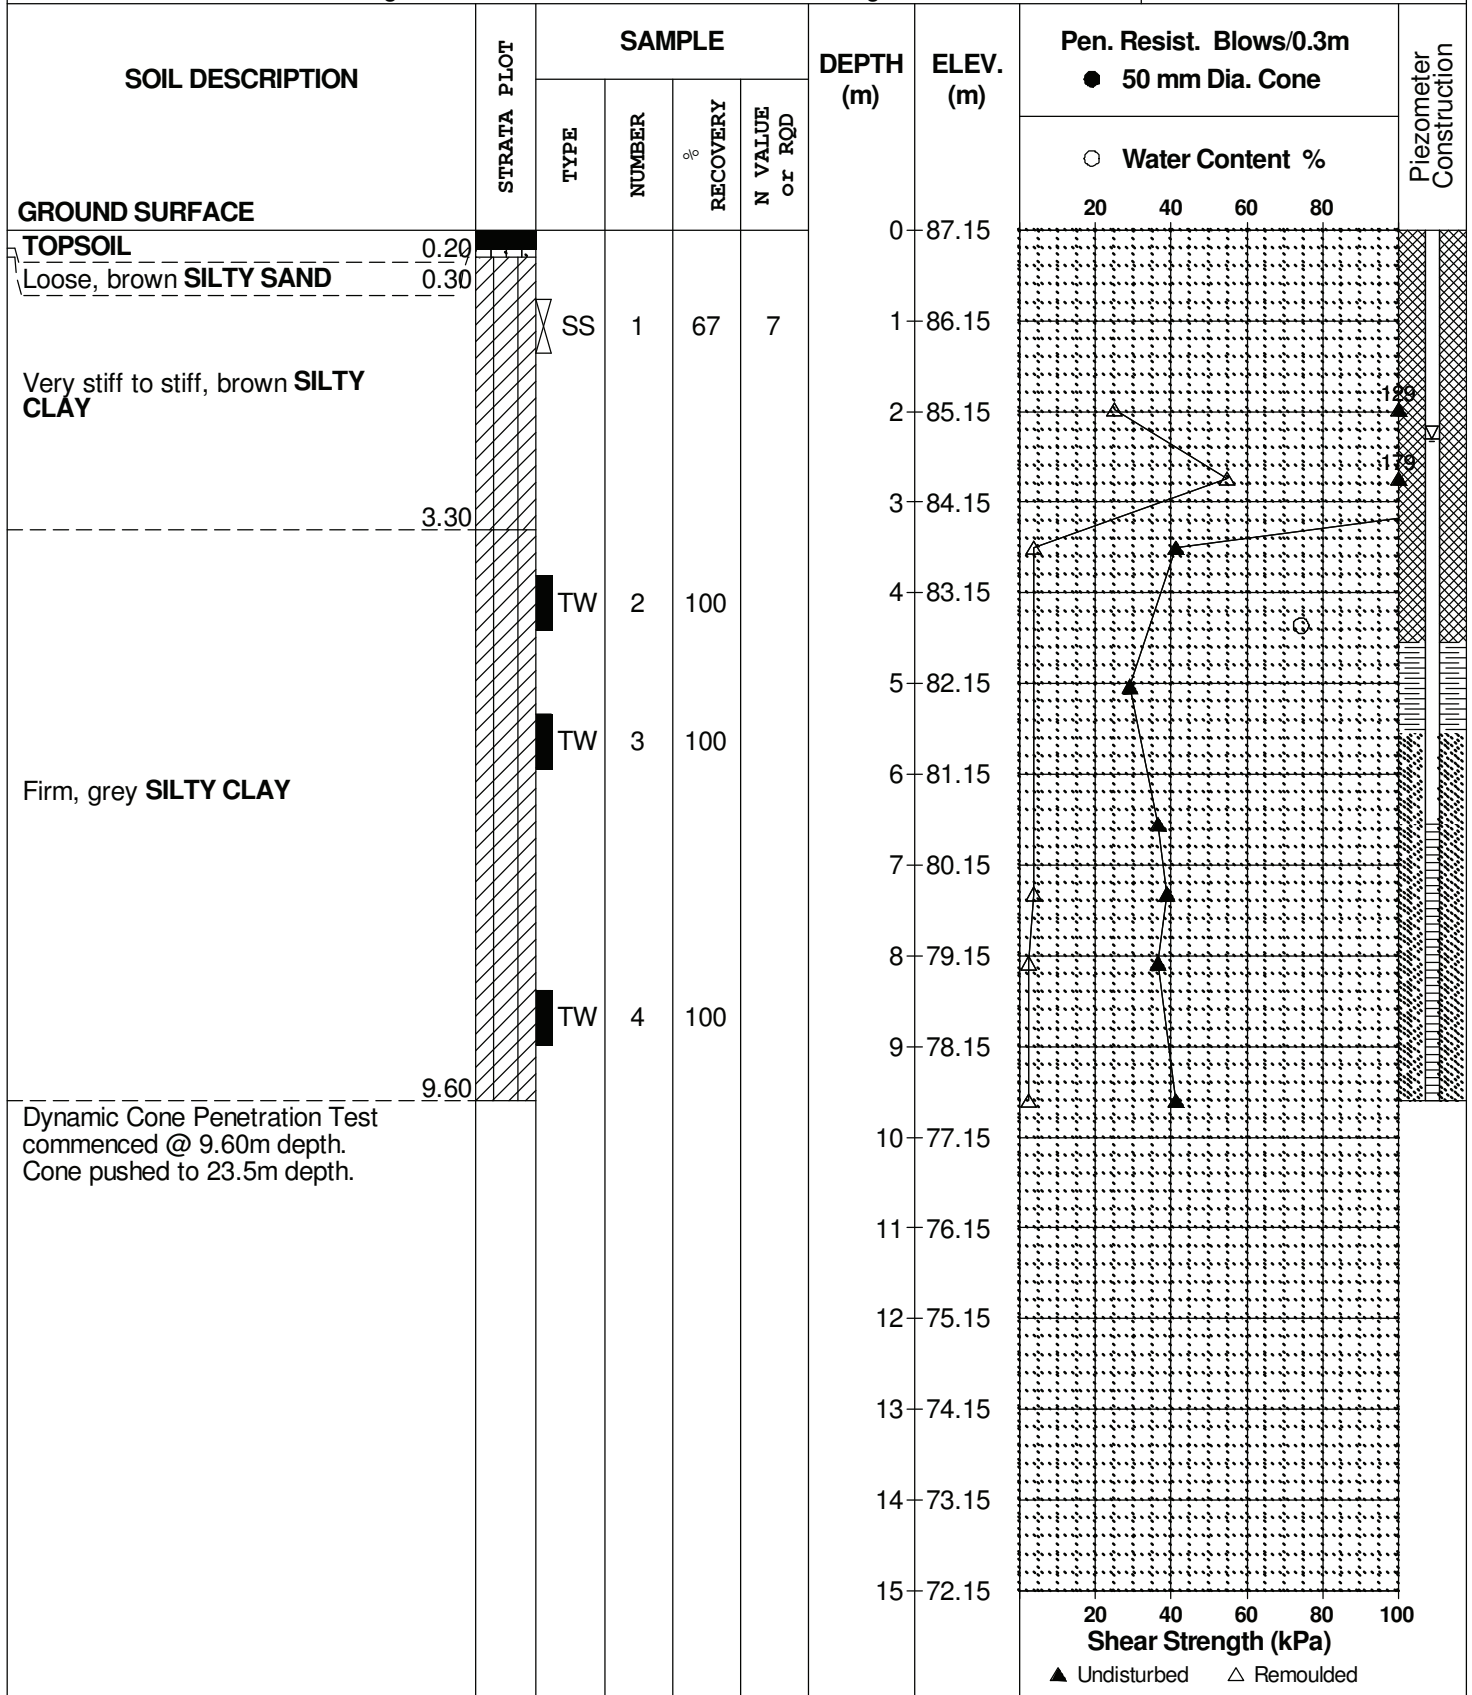 SOIL DESCRIPTION
GROUND SURFACE
STRATA PLOT
SAMPLE
TYPE
NUMBER
% RECOVERY
N VALUE or RQD
DEPTH (m)
ELEV. (m)
Pen. Resist. Blows/0.3m
● 50 mm Dia. Cone
○ Water Content %
20 40 60 80
Piezometer Construction
TOPSOIL 0.20
Loose, brown SILTY SAND 0.30
Very stiff to stiff, brown SILTY
CLAY
3.30
Firm, grey SILTY CLAY
9.60
Dynamic Cone Penetration Test
commenced @ 9.60m depth.
Cone pushed to 23.5m depth.
SS 1 67 7
TW 2 100
TW 3 100
TW 4 100
0 87.15
1 86.15
2 85.15
3 84.15
4 83.15
5 82.15
6 81.15
7 80.15
8 79.15
9 78.15
10 77.15
11 76.15
12 75.15
13 74.15
14 73.15
15 72.15
129
179
20 40 60 80 100
Shear Strength (kPa)
▲ Undisturbed △ Remoulded